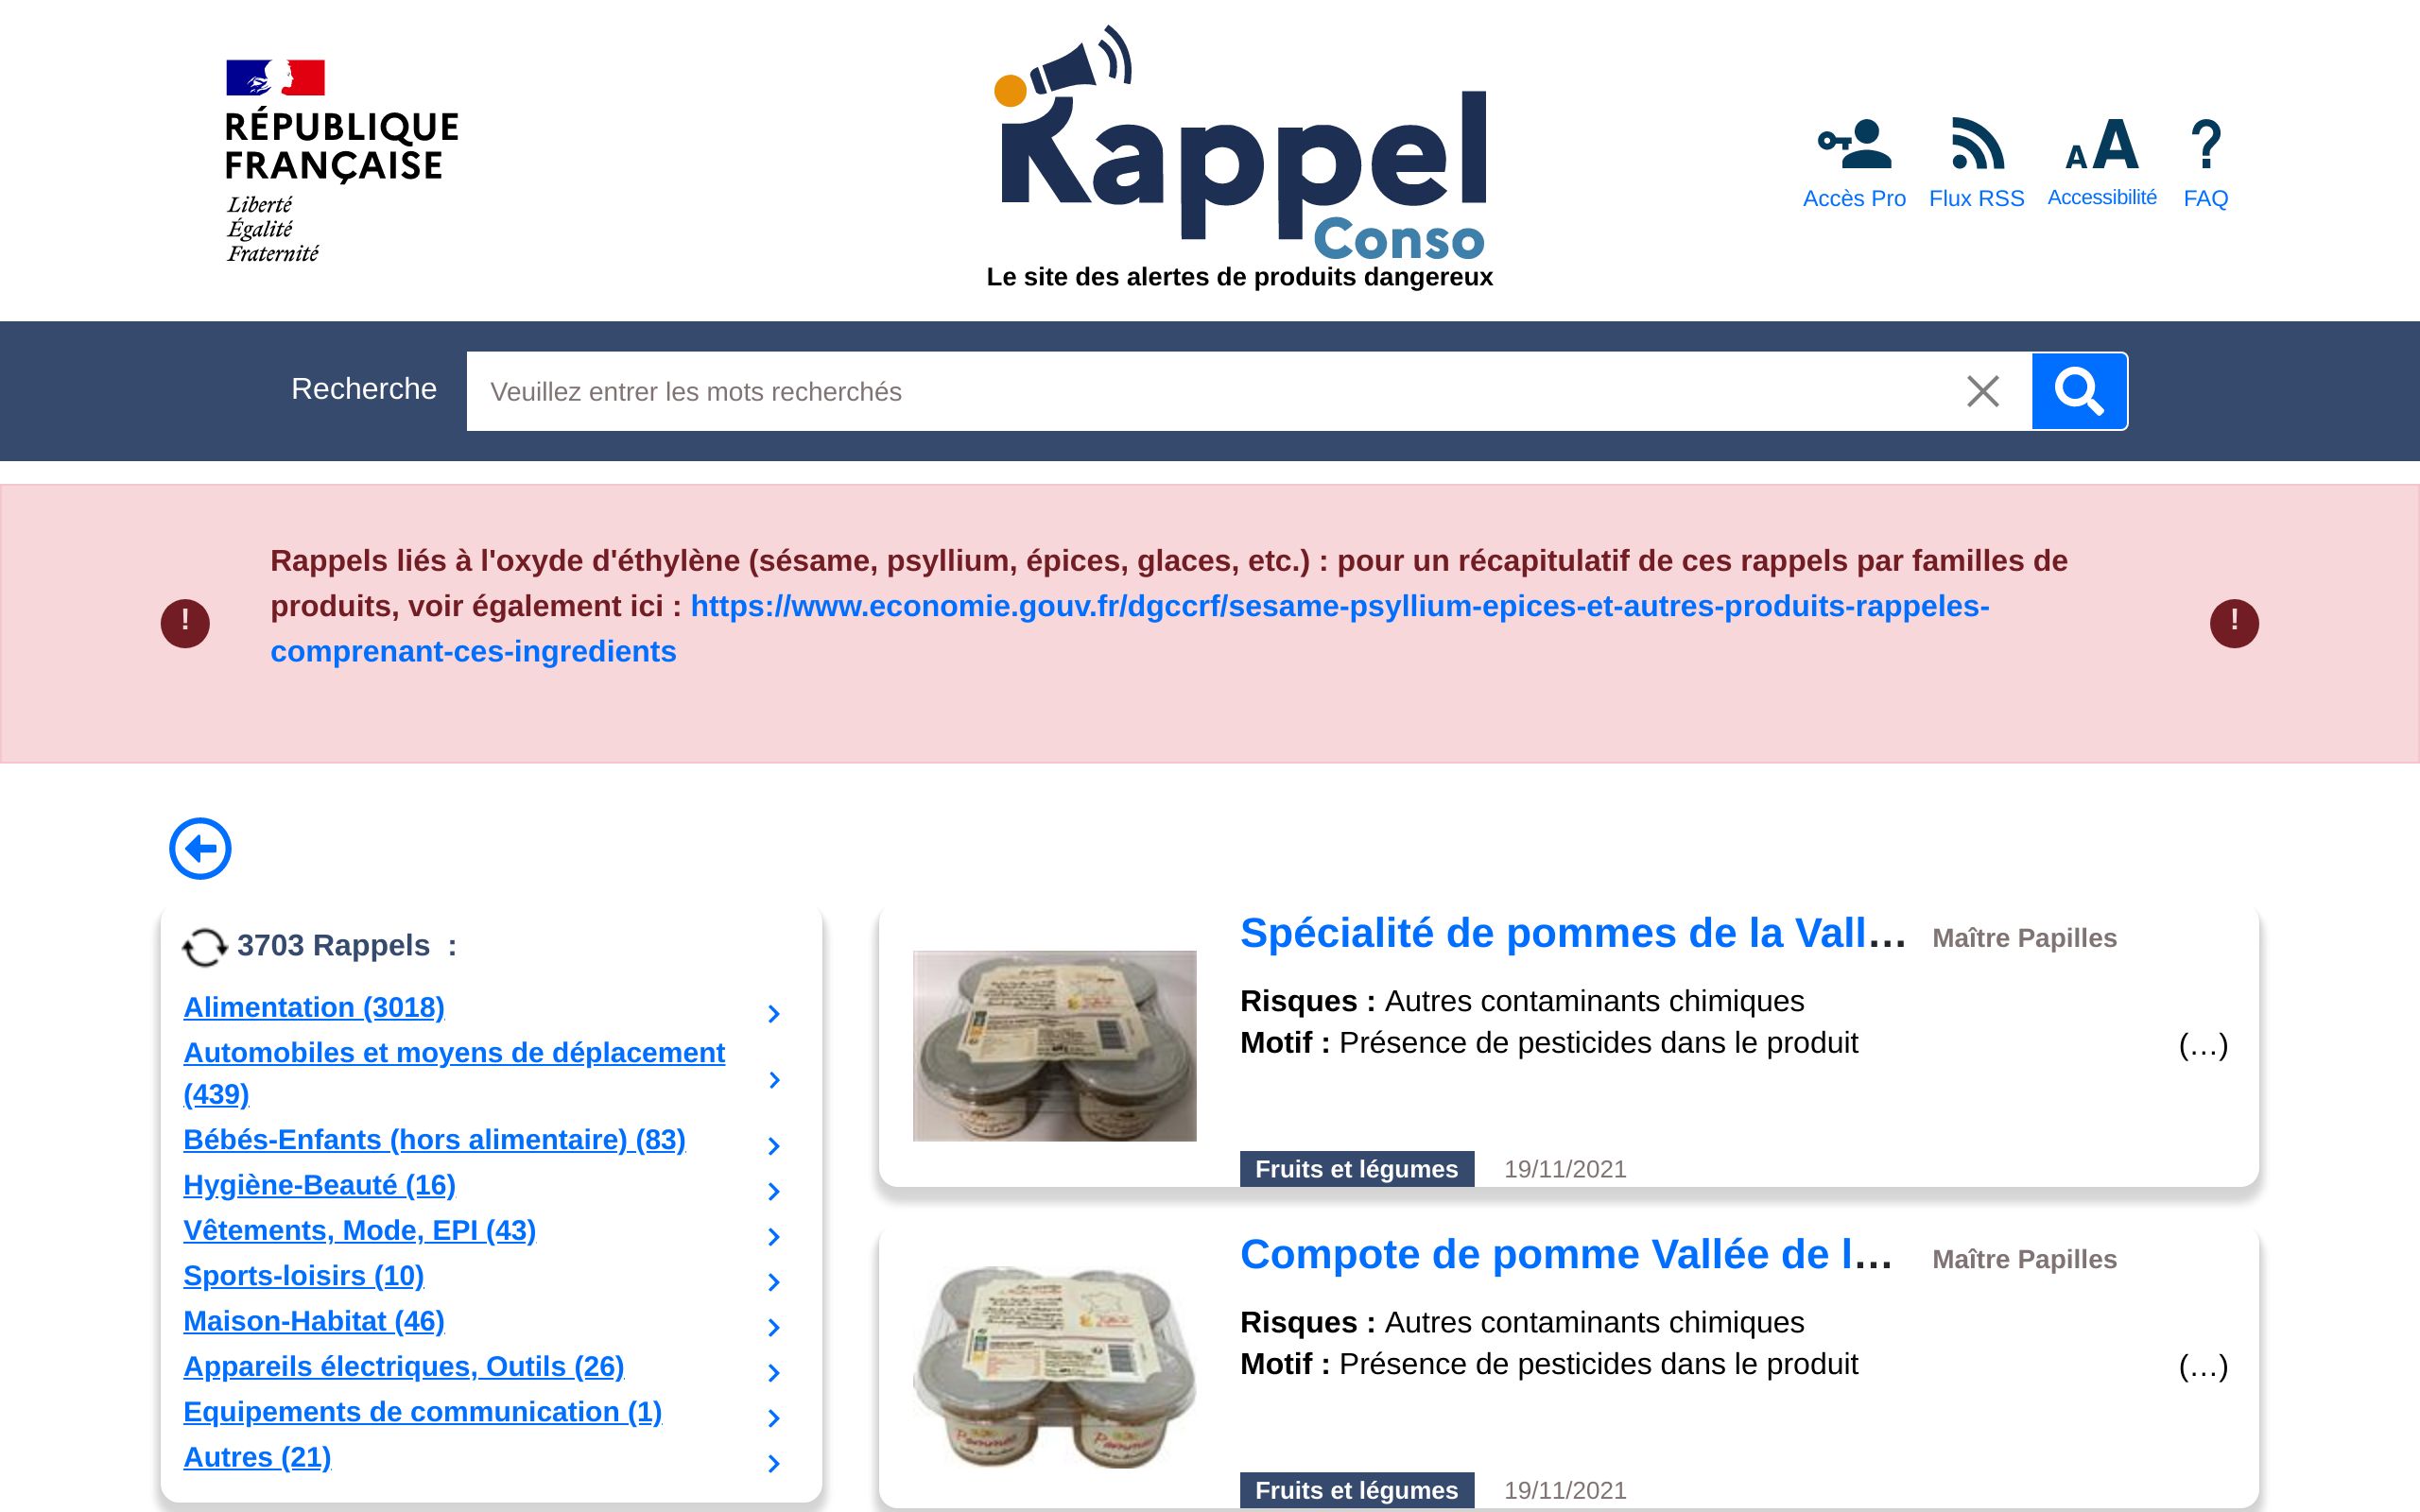 RÉPUBLIQUE
FRANÇAISE
Liberté
Égalité
Fraternité
Rappel
Conso
Le site des alertes de produits dangereux
Accès Pro
Flux RSS
AA
Accessibilité
?
FAQ
Recherche
Veuillez entrer les mots recherchés
Rappels liés à l'oxyde d'éthylène (sésame, psyllium, épices, glaces, etc.) : pour un récapitulatif de ces rappels par familles de
produits, voir également ici : https://www.economie.gouv.fr/dgccrf/sesame-psyllium-epices-et-autres-produits-rappeles-
comprenant-ces-ingredients
!
!
3703 Rappels :
Alimentation (3018)
Automobiles et moyens de déplacement
(439)
Bébés-Enfants (hors alimentaire) (83)
Hygiène-Beauté (16)
Vêtements, Mode, EPI (43)
Sports-loisirs (10)
Maison-Habitat (46)
Appareils électriques, Outils (26)
Equipements de communication (1)
Autres (21)
Spécialité de pommes de la Vall...
Maître Papilles
Risques : Autres contaminants chimiques
Motif : Présence de pesticides dans le produit
(...)
Fruits et légumes
19/11/2021
Compote de pomme Vallée de l...
Maître Papilles
Risques : Autres contaminants chimiques
Motif : Présence de pesticides dans le produit
(...)
Pommes
Pommes
Fruits et légumes
19/11/2021